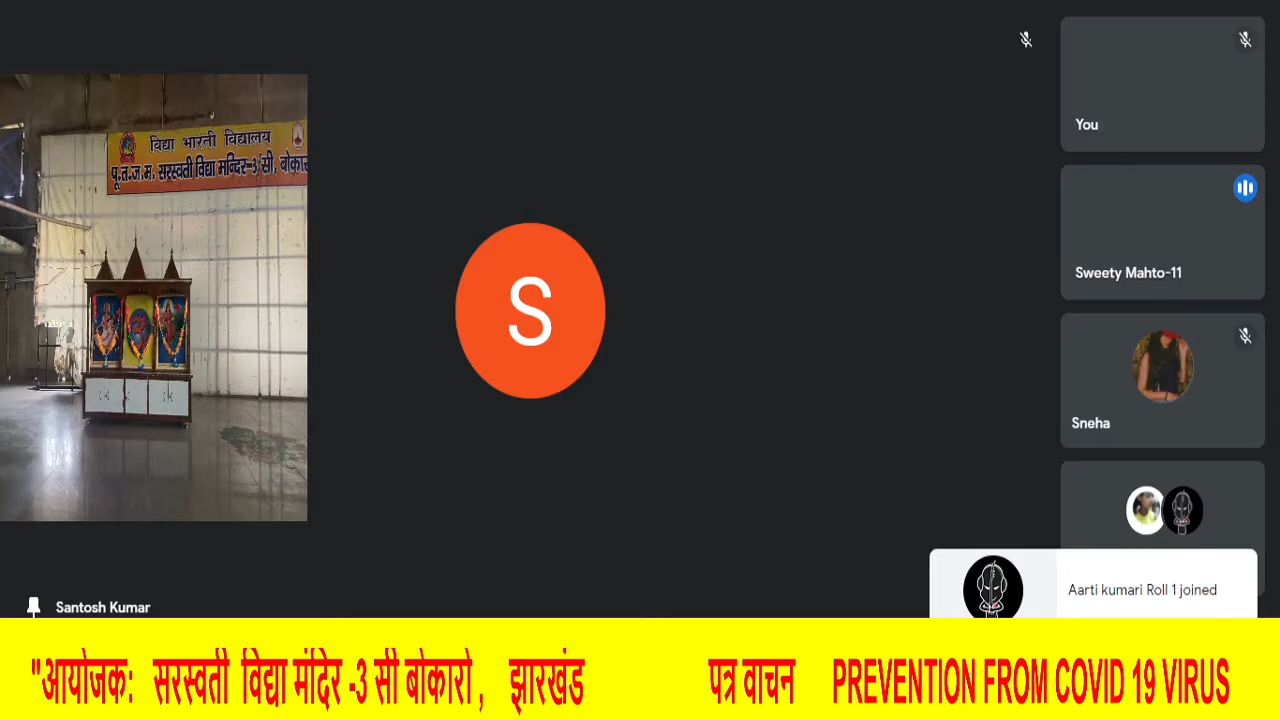 विद्या भारती विद्यालय
पू.त.ज.म. सरस्वती विद्या मन्दिर-3 सी. बोकार
S
You
Sweety Mahto-11
Sneha
Aarti kumari Roll 1 joined
Santosh Kumar
"आयोजक: सरस्वती विद्या मंदिर -3 सी बोकारो , झारखंड पत्र वाचन PREVENTION FROM COVID 19 VIRUS